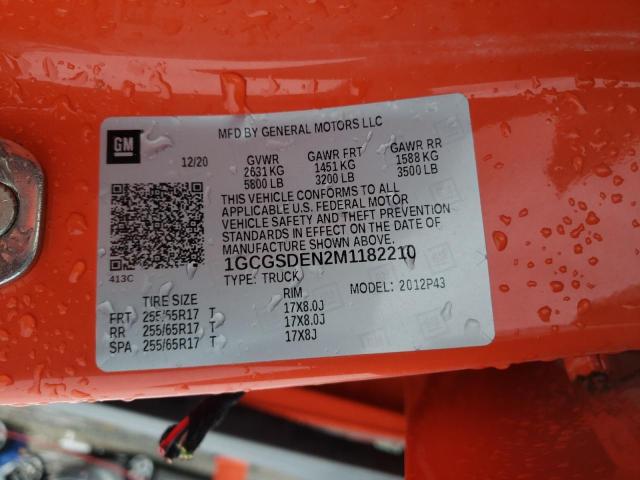 GM
MFD BY GENERAL MOTORS LLC
12/20 GVWR GAWR FRT GAWR RR
2631 KG 1451 KG 1588 KG
5800 LB 3200 LB 3500 LB
THIS VEHICLE CONFORMS TO ALL
APPLICABLE U.S. FEDERAL MOTOR
VEHICLE SAFETY AND THEFT PREVENTION
STANDARDS IN EFFECT ON THE DATE OF
MANUFACTURE SHOWN ABOVE.
413C
1GCGSDEN2M1182210
TYPE: TRUCK MODEL: 2012P43
TIRE SIZE RIM
FRT 255/65R17 T 17X8.0J
RR 255/65R17 T 17X8.0J
SPA 255/65R17 T 17X8J